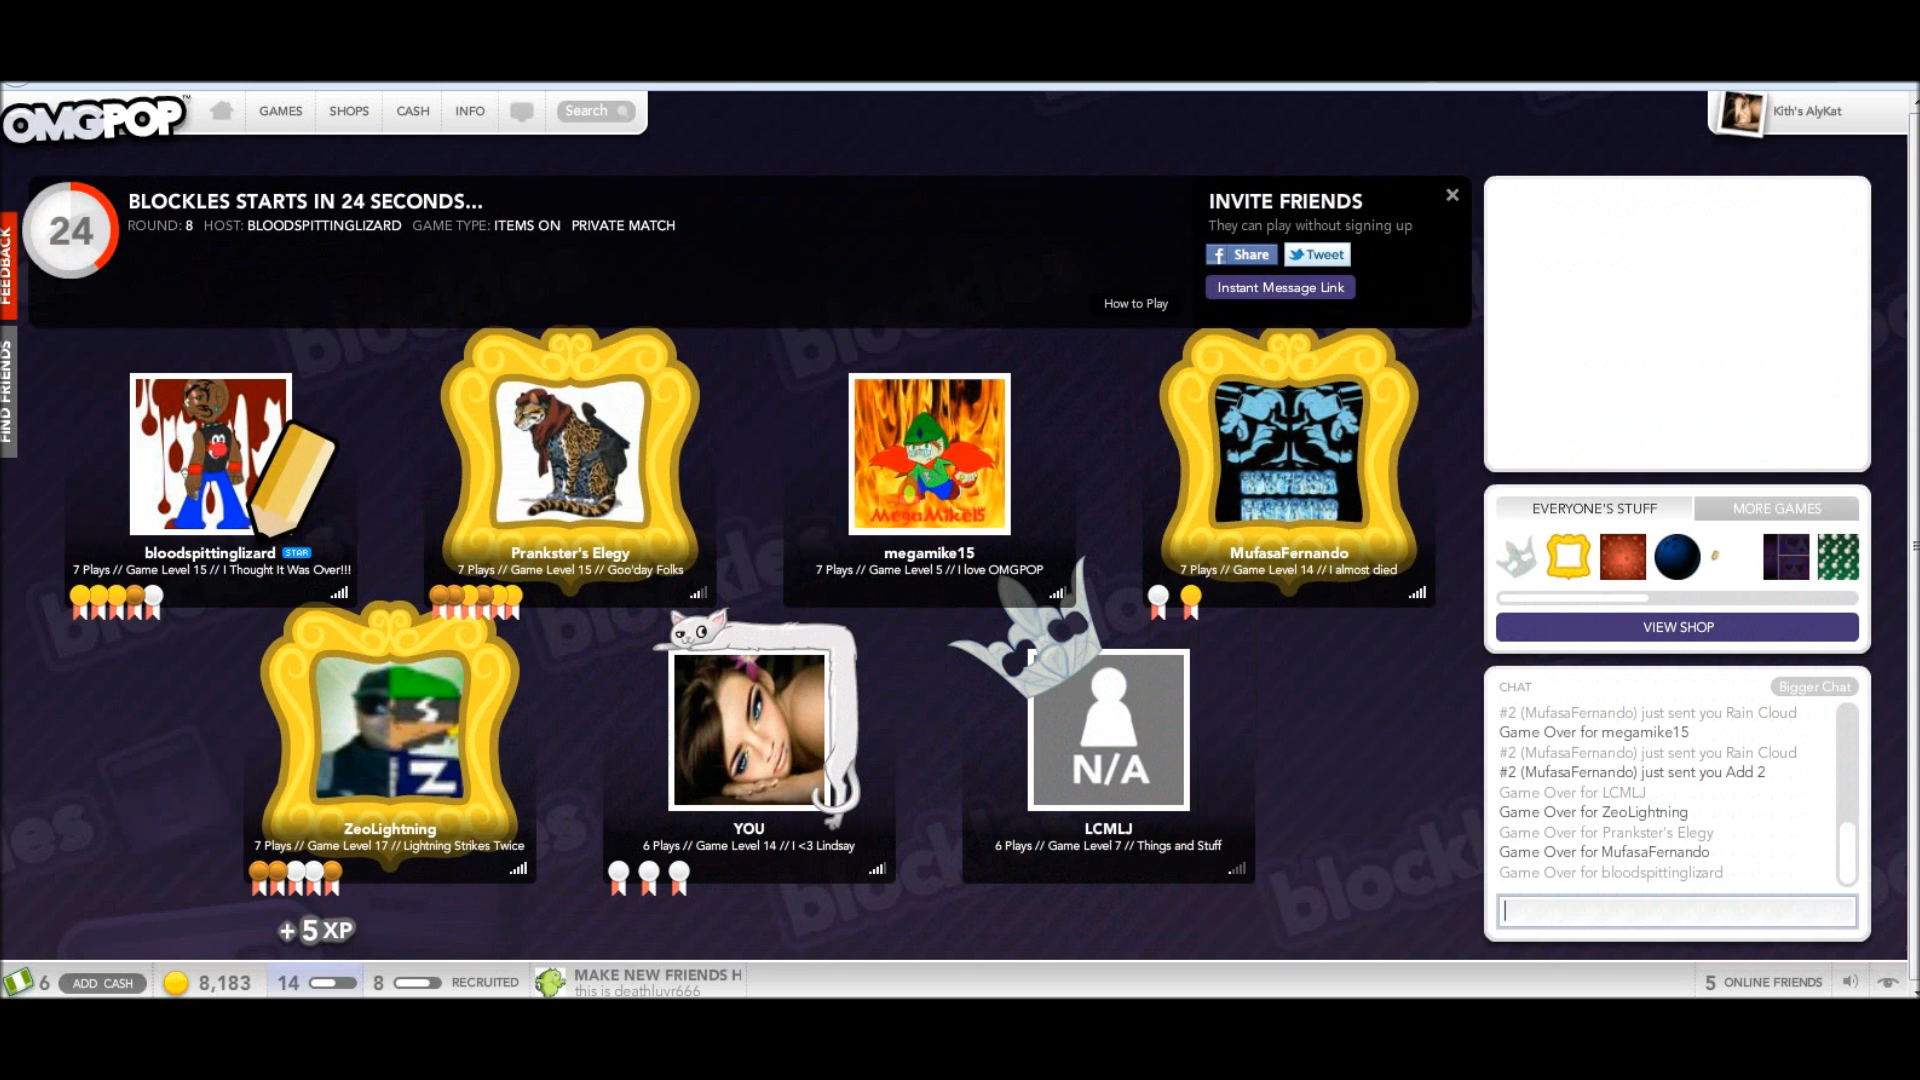 OMGPOP™
GAMES
SHOPS
CASH
INFO
Search
Kith's AlyKat
FEEDBACK
FIND FRIENDS
24
BLOCKLES STARTS IN 24 SECONDS...
ROUND: 8 HOST: BLOODSPITTINGLIZARD GAME TYPE: ITEMS ON PRIVATE MATCH
How to Play
INVITE FRIENDS
They can play without signing up
f Share
Tweet
Instant Message Link
bloodspittinglizard STAR
7 Plays // Game Level 15 // I Thought It Was Over!!!
Prankster's Elegy
7 Plays // Game Level 15 // Goo'day Folks
MegaMike15
megamike15
7 Plays // Game Level 5 // I love OMGPOP
MufasaFernando
7 Plays // Game Level 14 // I almost died
ZeoLightning
7 Plays // Game Level 17 // Lightning Strikes Twice
YOU
6 Plays // Game Level 14 // I <3 Lindsay
N/A
LCMLJ
6 Plays // Game Level 7 // Things and Stuff
+5 XP
EVERYONE'S STUFF
MORE GAMES
VIEW SHOP
CHAT
Bigger Chat
#2 (MufasaFernando) just sent you Rain Cloud
Game Over for megamike15
#2 (MufasaFernando) just sent you Rain Cloud
#2 (MufasaFernando) just sent you Add 2
Game Over for LCMLJ
Game Over for ZeoLightning
Game Over for Prankster's Elegy
Game Over for MufasaFernando
Game Over for bloodspittinglizard
6
ADD CASH
8,183
14
8
RECRUITED
MAKE NEW FRIENDS H
this is deathluvr666
5 ONLINE FRIENDS